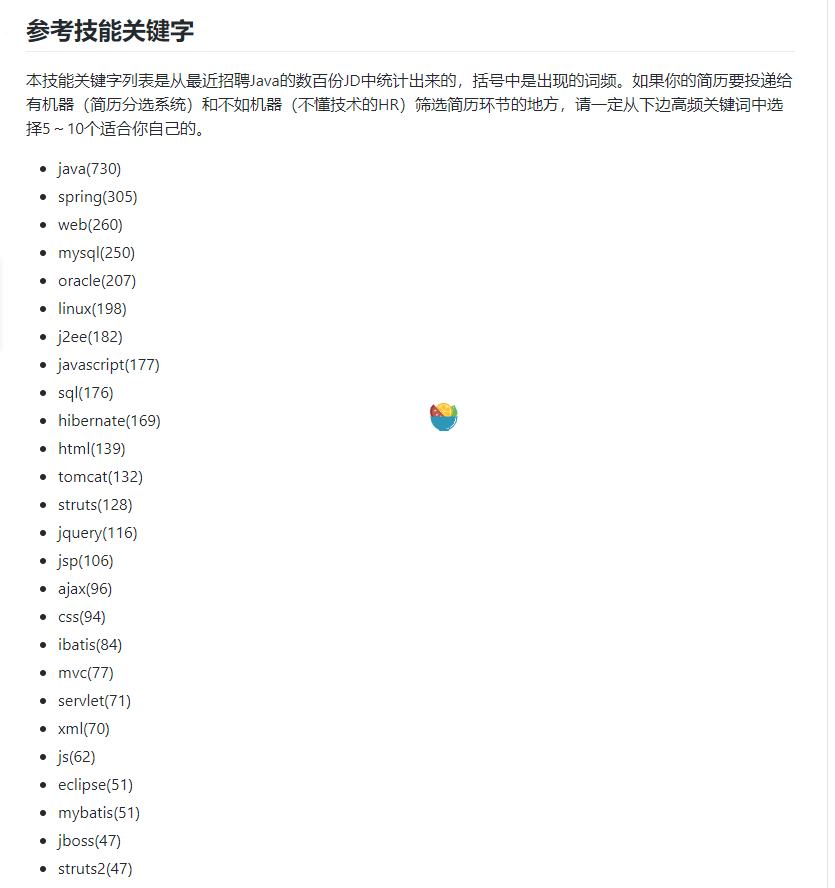 参考技能关键字
本技能关键字列表是从最近招聘Java的数百份JD中统计出来的，括号中是出现的词频。如果你的简历要投递给
有机器（简历分选系统）和不如机器（不懂技术的HR）筛选简历环节的地方，请一定从下边高频关键词中选
择5～10个适合你自己的。
• java(730)
• spring(305)
• web(260)
• mysql(250)
• oracle(207)
• linux(198)
• j2ee(182)
• javascript(177)
• sql(176)
• hibernate(169)
• html(139)
• tomcat(132)
• struts(128)
• jquery(116)
• jsp(106)
• ajax(96)
• css(94)
• ibatis(84)
• mvc(77)
• servlet(71)
• xml(70)
• js(62)
• eclipse(51)
• mybatis(51)
• jboss(47)
• struts2(47)